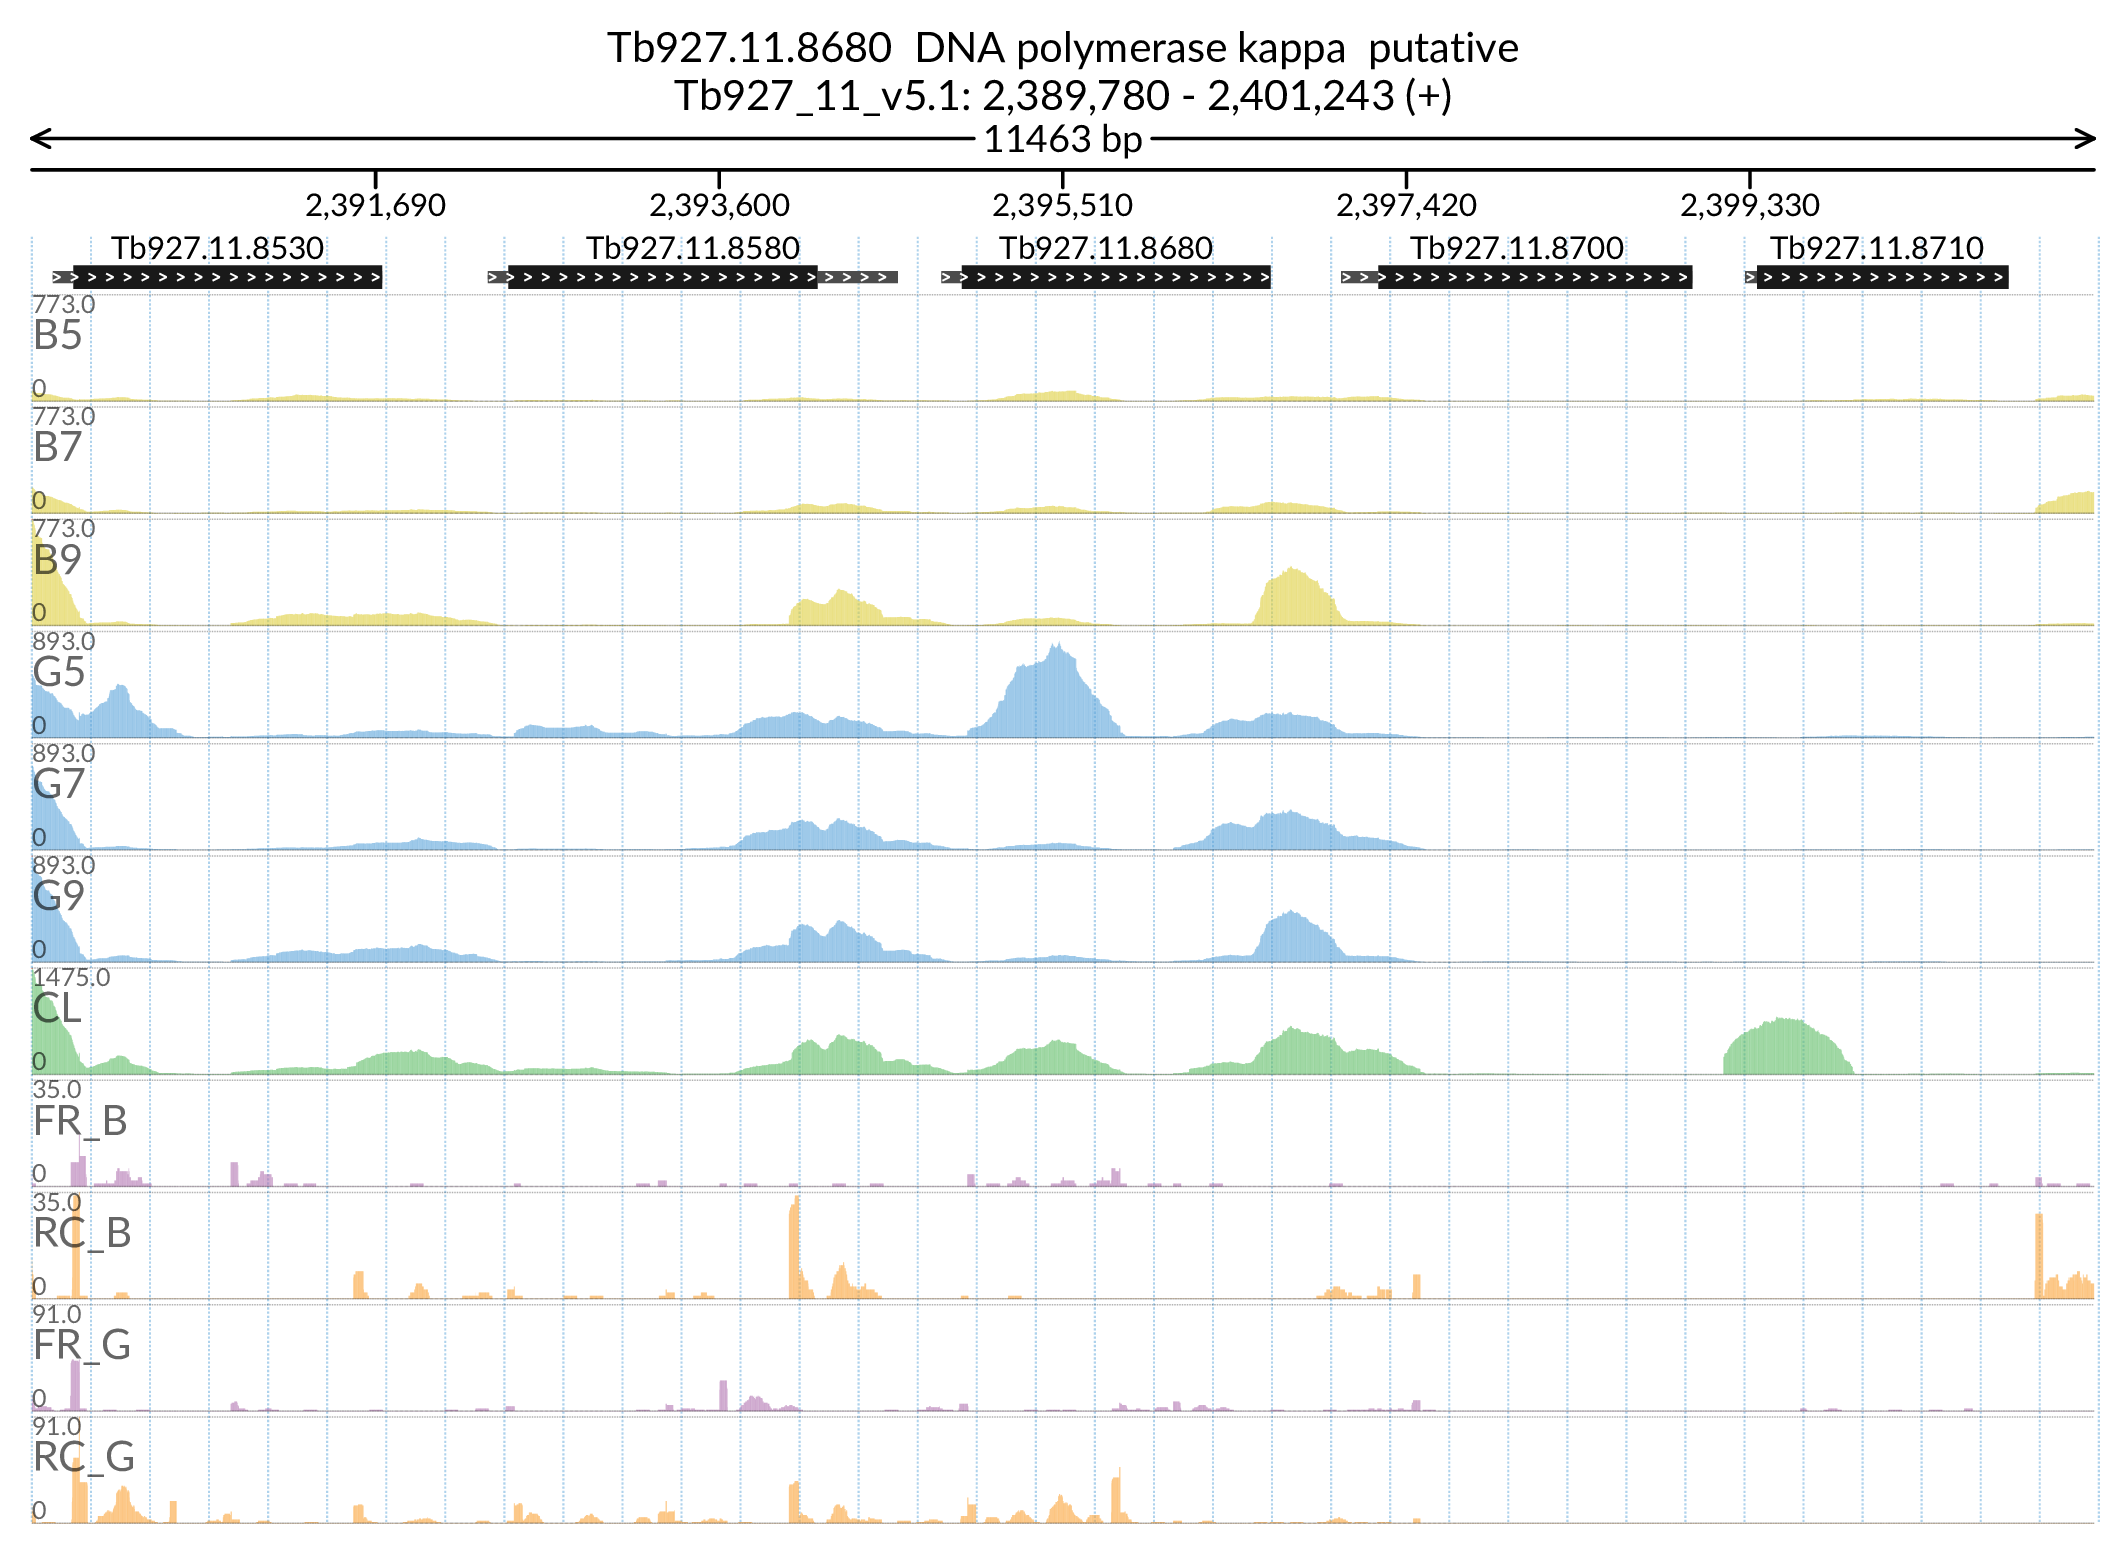 Tb927.11.8680 DNA polymerase kappa putative
Tb927_11_v5.1: 2,389,780 - 2,401,243 (+)
11463 bp
2,391,690 2,393,600 2,395,510 2,397,420 2,399,330
Tb927.11.8530 Tb927.11.8580 Tb927.11.8680 Tb927.11.8700 Tb927.11.8710
773.0
B5
0
773.0
B7
0
773.0
B9
0
893.0
G5
0
893.0
G7
0
893.0
G9
0
1475.0
CL
0
35.0
FR_B
0
35.0
RC_B
0
91.0
FR_G
0
91.0
RC_G
0